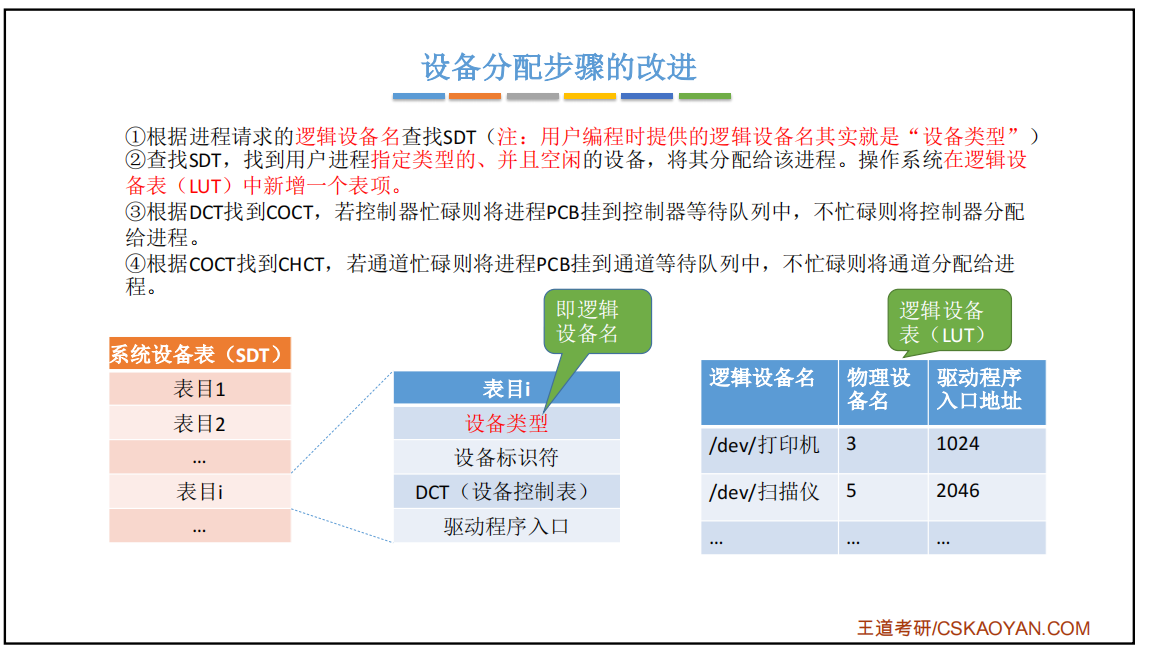 设备分配步骤的改进
①根据进程请求的逻辑设备名查找SDT（注：用户编程时提供的逻辑设备名其实就是“设备类型”）
②查找SDT，找到用户进程指定类型的、并且空闲的设备，将其分配给该进程。操作系统在逻辑设
备表（LUT）中新增一个表项。
③根据DCT找到COCT，若控制器忙碌则将进程PCB挂到控制器等待队列中，不忙碌则将控制器分配
给进程。
④根据COCT找到CHCT，若通道忙碌则将进程PCB挂到通道等待队列中，不忙碌则将通道分配给进
程。
即逻辑
设备名
逻辑设备
表（LUT）
系统设备表（SDT）
表目1
表目2
…
表目i
…
表目i
设备类型
设备标识符
DCT（设备控制表）
驱动程序入口
逻辑设备名 物理设 驱动程序
备名 入口地址
/dev/打印机 3 1024
/dev/扫描仪 5 2046
… … …
王道考研/CSKAOYAN.COM